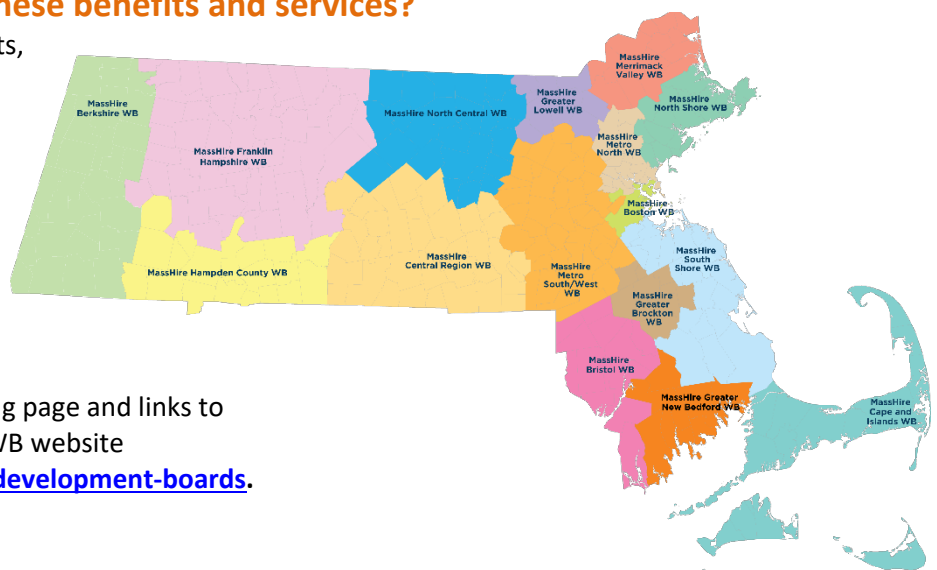 hese benefits and services?
ts,
MassHire
Berkshire WB
MassHire Franklin
Hampshire WB
MassHire Hampden County WB
MassHire North Central WB
MassHire
Central Region WB
MassHire
Greater
Lowell WB
MassHire
Merrimack
Valley WB
MassHire
North Shore WB
MassHire
Metro
North WB
MassHire
Boston WB
MassHire
Metro
South/West
WB
MassHire
South
Shore WB
MassHire
Greater
Brockton
WB
MassHire
Bristol WB
MassHire Greater
New Bedford WB
MassHire
Cape and
Islands WB
g page and links to
VB website
development-boards.